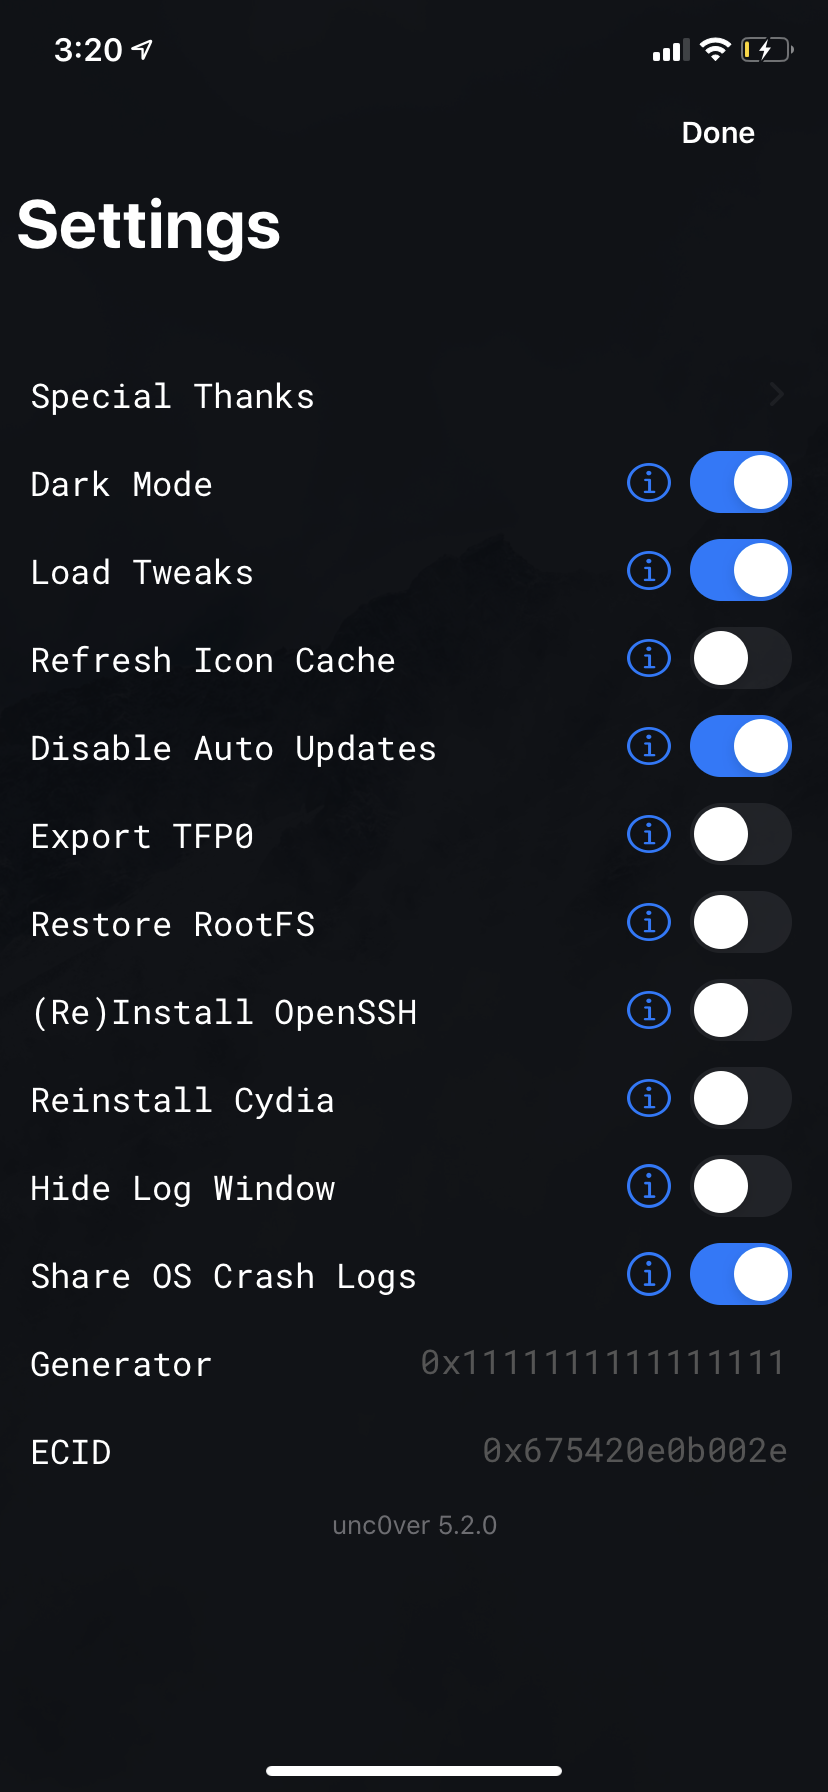 3:20
Done
Settings
Special Thanks
Dark Mode
Load Tweaks
Refresh Icon Cache
Disable Auto Updates
Export TFP0
Restore RootFS
(Re)Install OpenSSH
Reinstall Cydia
Hide Log Window
Share OS Crash Logs
Generator 0x1111111111111111
ECID 0x675420e0b002e
unc0ver 5.2.0